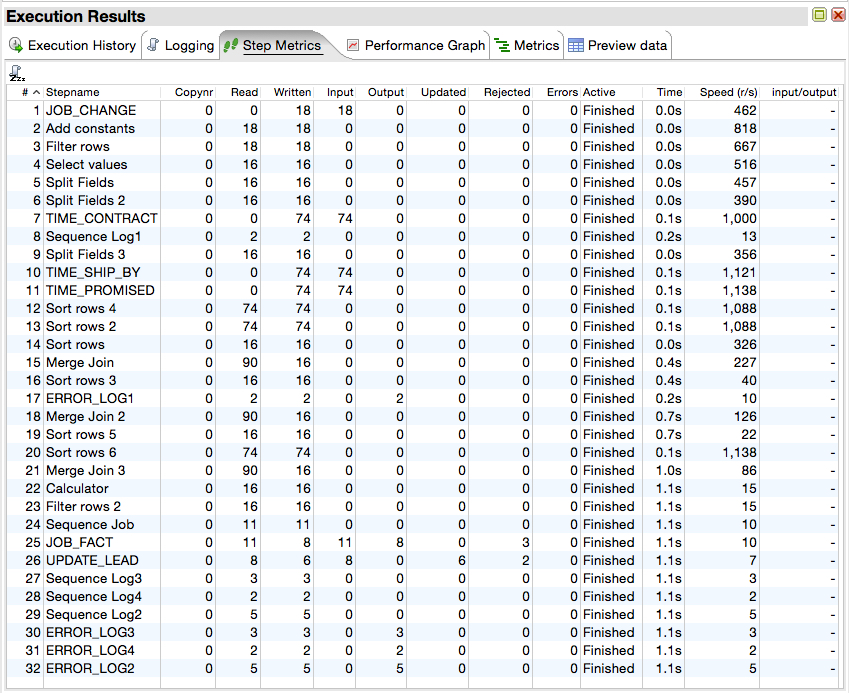 Execution Results
Execution History Logging Step Metrics Performance Graph Metrics Preview data
# Stepname Copynr Read Written Input Output Updated Rejected Errors Active Time Speed (r/s) input/output
1 JOB_CHANGE 0 0 18 18 0 0 0 0 Finished 0.0s 462 -
2 Add constants 0 18 18 0 0 0 0 0 Finished 0.0s 818 -
3 Filter rows 0 18 18 0 0 0 0 0 Finished 0.0s 667 -
4 Select values 0 16 16 0 0 0 0 0 Finished 0.0s 516 -
5 Split Fields 0 16 16 0 0 0 0 0 Finished 0.0s 457 -
6 Split Fields 2 0 16 16 0 0 0 0 0 Finished 0.0s 390 -
7 TIME_CONTRACT 0 0 74 74 0 0 0 0 Finished 0.1s 1,000 -
8 Sequence Log1 0 2 2 0 0 0 0 0 Finished 0.2s 13 -
9 Split Fields 3 0 16 16 0 0 0 0 0 Finished 0.0s 356 -
10 TIME_SHIP_BY 0 0 74 74 0 0 0 0 Finished 0.1s 1,121 -
11 TIME_PROMISED 0 0 74 74 0 0 0 0 Finished 0.1s 1,138 -
12 Sort rows 4 0 74 74 0 0 0 0 0 Finished 0.1s 1,088 -
13 Sort rows 2 0 74 74 0 0 0 0 0 Finished 0.1s 1,088 -
14 Sort rows 0 16 16 0 0 0 0 0 Finished 0.0s 326 -
15 Merge Join 0 90 16 0 0 0 0 0 Finished 0.4s 227 -
16 Sort rows 3 0 16 16 0 0 0 0 0 Finished 0.4s 40 -
17 ERROR_LOG1 0 2 2 0 2 0 0 0 Finished 0.2s 10 -
18 Merge Join 2 0 90 16 0 0 0 0 0 Finished 0.7s 126 -
19 Sort rows 5 0 16 16 0 0 0 0 0 Finished 0.7s 22 -
20 Sort rows 6 0 74 74 0 0 0 0 0 Finished 0.1s 1,138 -
21 Merge Join 3 0 90 16 0 0 0 0 0 Finished 1.0s 86 -
22 Calculator 0 16 16 0 0 0 0 0 Finished 1.1s 15 -
23 Filter rows 2 0 16 16 0 0 0 0 0 Finished 1.1s 15 -
24 Sequence Job 0 11 11 0 0 0 0 0 Finished 1.1s 10 -
25 JOB_FACT 0 11 8 11 8 0 3 0 Finished 1.1s 10 -
26 UPDATE_LEAD 0 8 6 8 0 6 2 0 Finished 1.1s 7 -
27 Sequence Log3 0 3 3 0 0 0 0 0 Finished 1.1s 3 -
28 Sequence Log4 0 2 2 0 0 0 0 0 Finished 1.1s 2 -
29 Sequence Log2 0 5 5 0 0 0 0 0 Finished 1.1s 5 -
30 ERROR_LOG3 0 3 3 0 3 0 0 0 Finished 1.1s 3 -
31 ERROR_LOG4 0 2 2 0 2 0 0 0 Finished 1.1s 2 -
32 ERROR_LOG2 0 5 5 0 5 0 0 0 Finished 1.1s 5 -